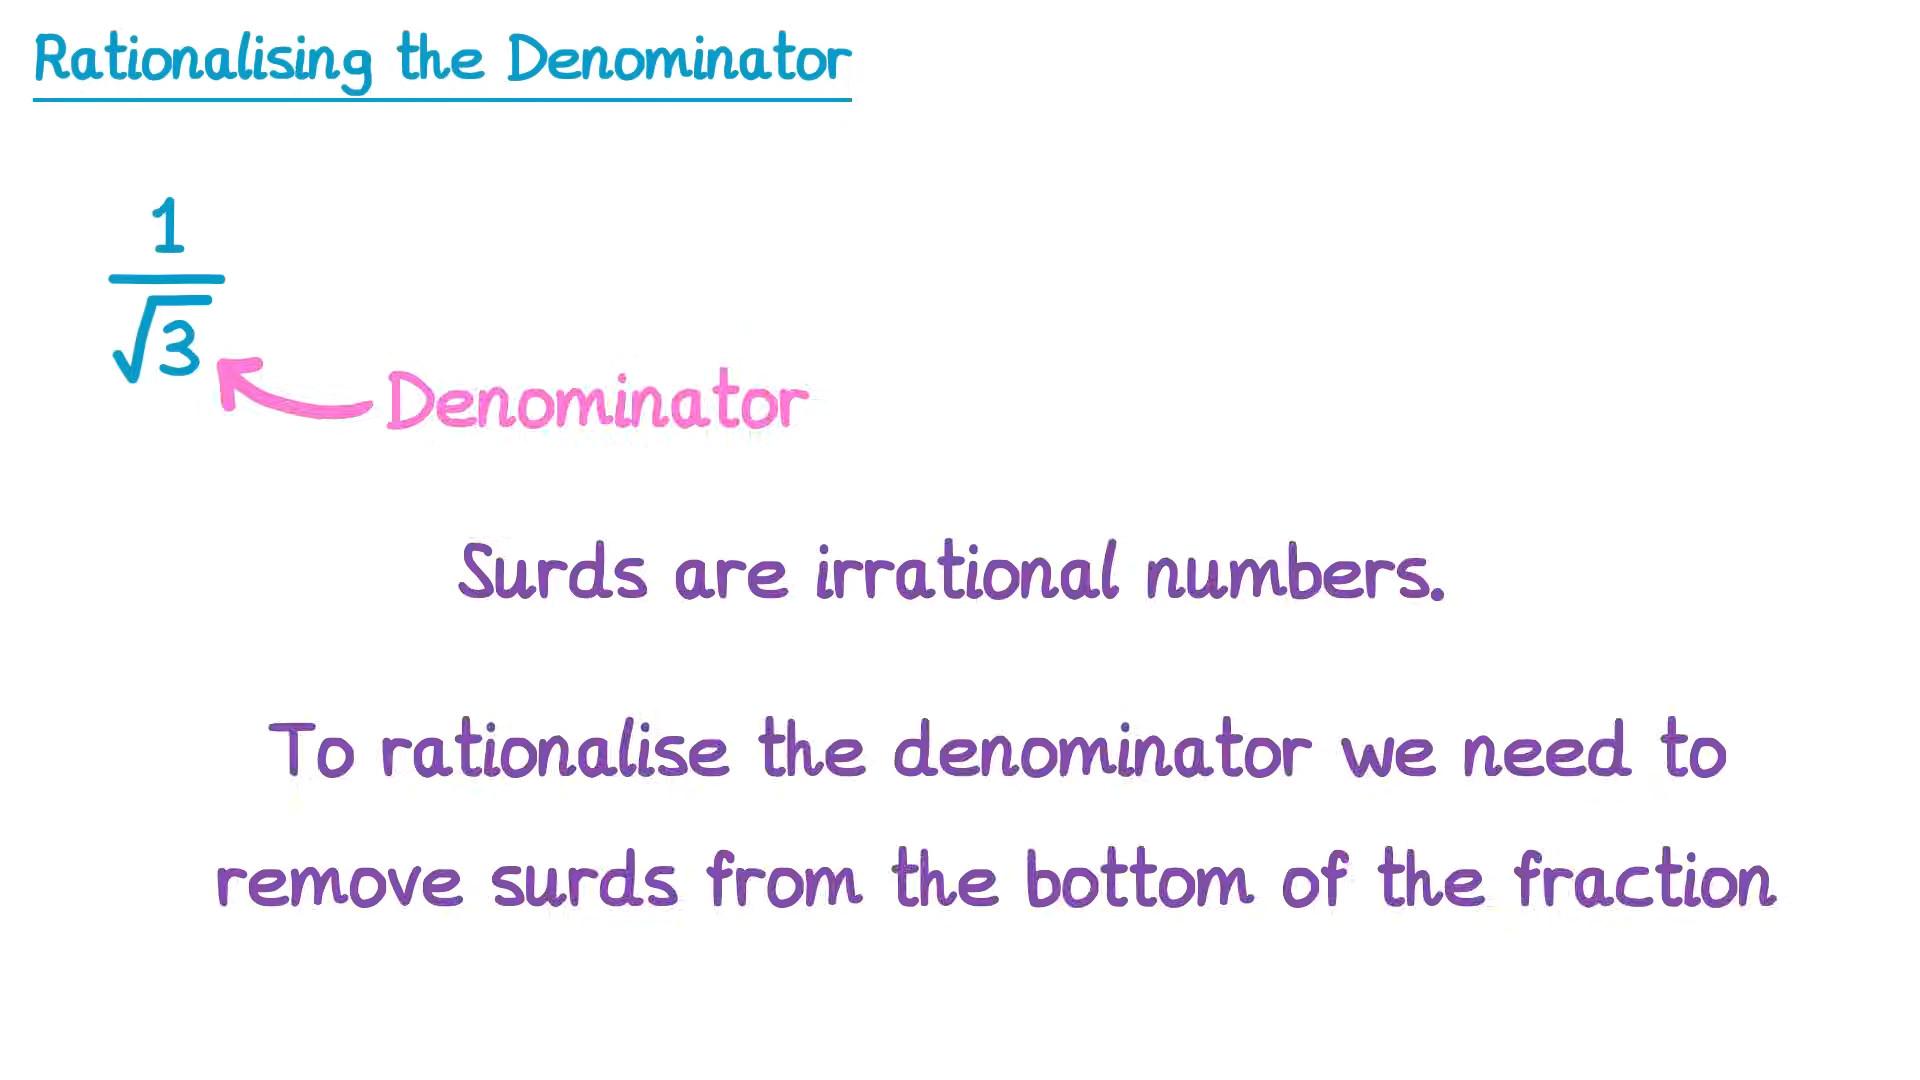 Rationalising the Denominator
1
√3
Denominator
Surds are irrational numbers.
To rationalise the denominator we need to
remove surds from the bottom of the fraction